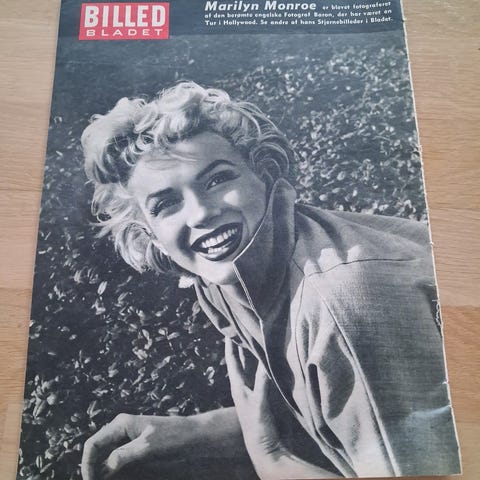 BILLED
BLADET
Marilyn Monroe er blevet fotograferet
af den berømte engelske Fotograf Baron, der har været en
Tur i Hollywood. Se andre af hans Stjernebilleder i Bladet.